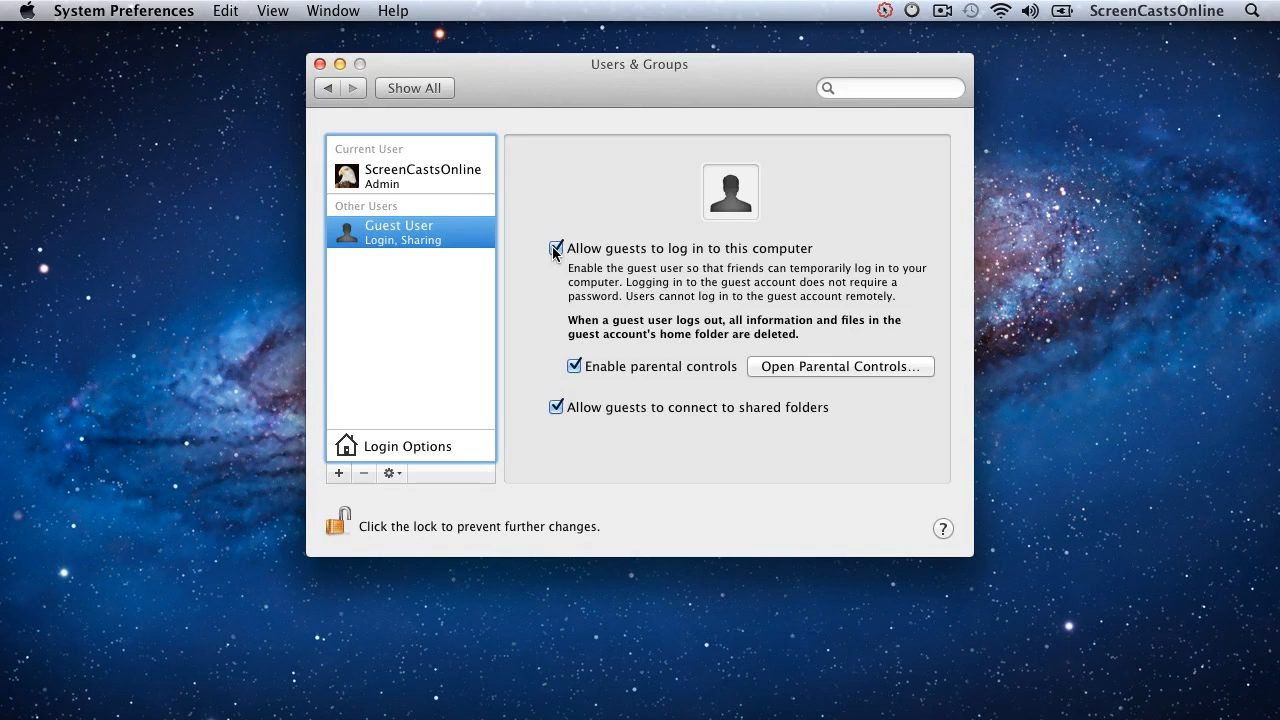 System Preferences Edit View Window Help ScreenCastsOnline
Users & Groups
Show All
Current User
ScreenCastsOnline
Admin
Other Users
Guest User
Login, Sharing
Login Options
Allow guests to log in to this computer
Enable the guest user so that friends can temporarily log in to your
computer. Logging in to the guest account does not require a
password. Users cannot log in to the guest account remotely.
When a guest user logs out, all information and files in the
guest account's home folder are deleted.
Enable parental controls Open Parental Controls...
Allow guests to connect to shared folders
Click the lock to prevent further changes.
?